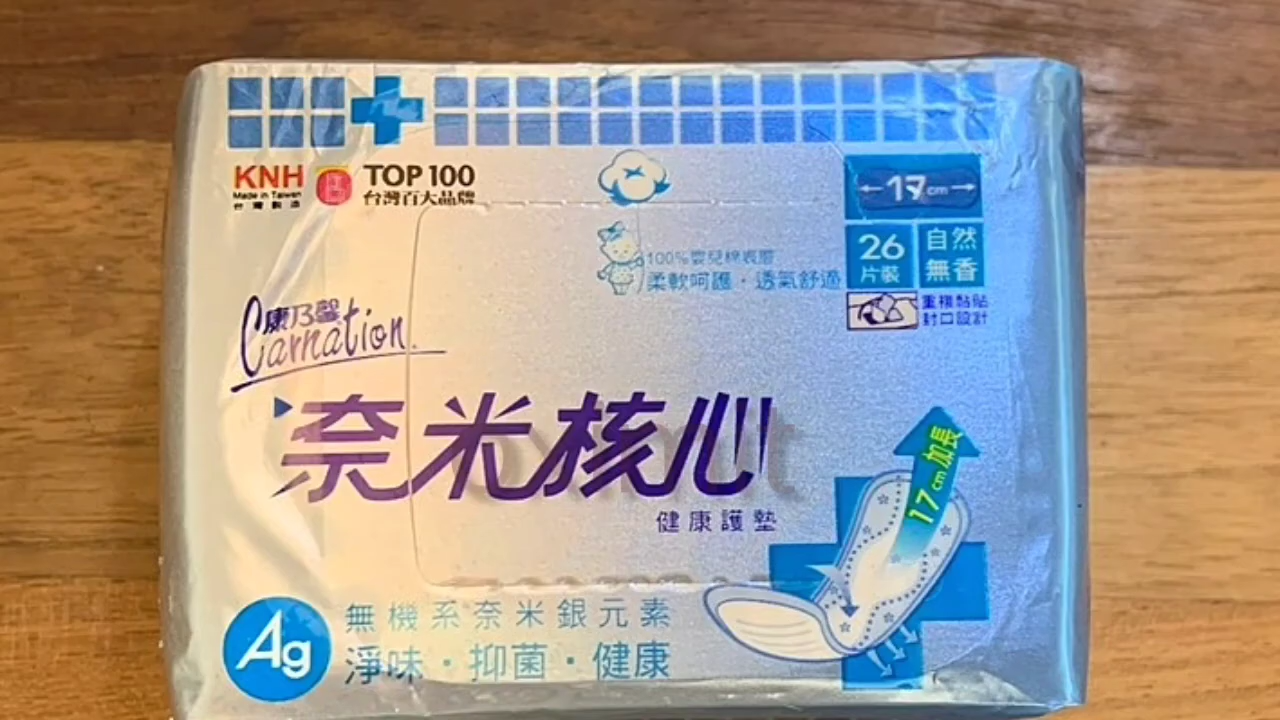 KNH
Made in Taiwan
台灣製造
TOP 100
台灣百大品牌
17cm
26
片裝
自然
無香
100%嬰兒棉表層
柔軟呵護・透氣舒適
重複黏貼
封口設計
康乃馨
Carnation
奈米核心
健康護墊
17cm加長
Ag
無機系奈米銀元素
淨味・抑菌・健康